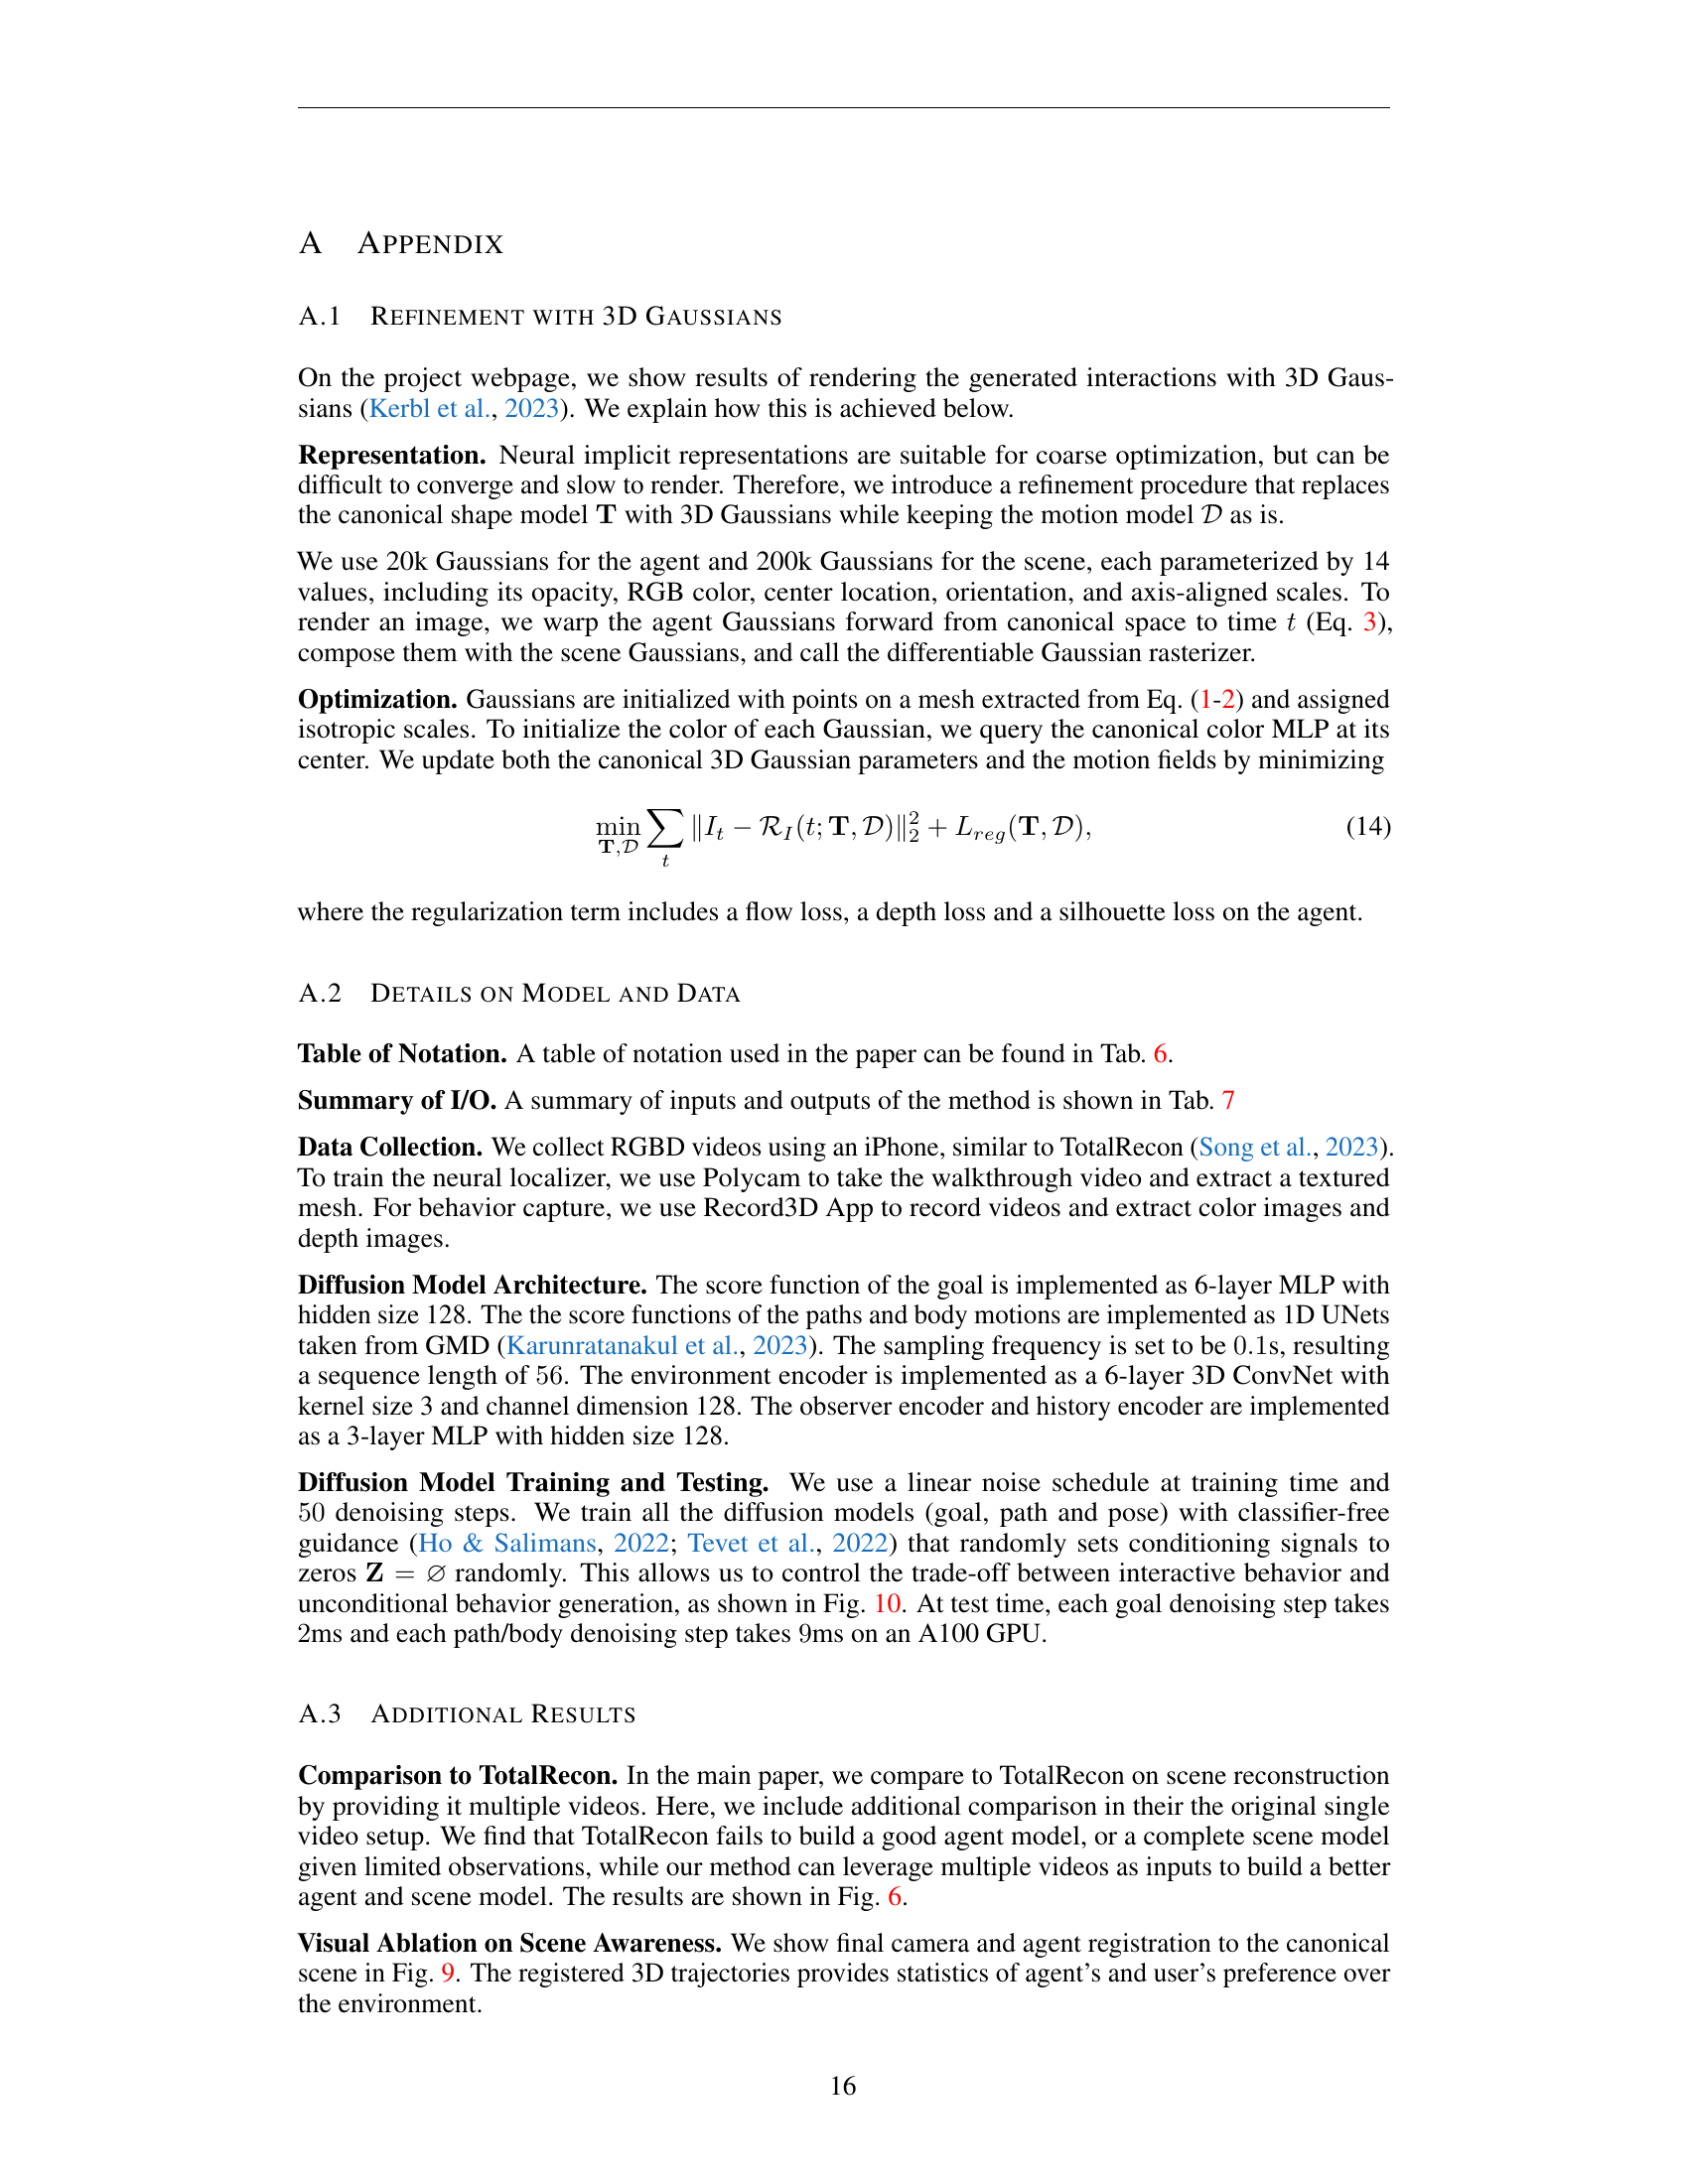 A APPENDIX
A.1 REFINEMENT WITH 3D GAUSSIANS
On the project webpage, we show results of rendering the generated interactions with 3D Gaus-
sians (Kerbl et al., 2023). We explain how this is achieved below.
Representation. Neural implicit representations are suitable for coarse optimization, but can be
difficult to converge and slow to render. Therefore, we introduce a refinement procedure that replaces
the canonical shape model T with 3D Gaussians while keeping the motion model 𝒟 as is.
We use 20k Gaussians for the agent and 200k Gaussians for the scene, each parameterized by 14
values, including its opacity, RGB color, center location, orientation, and axis-aligned scales. To
render an image, we warp the agent Gaussians forward from canonical space to time t (Eq. 3),
compose them with the scene Gaussians, and call the differentiable Gaussian rasterizer.
Optimization. Gaussians are initialized with points on a mesh extracted from Eq. (1-2) and assigned
isotropic scales. To initialize the color of each Gaussian, we query the canonical color MLP at its
center. We update both the canonical 3D Gaussian parameters and the motion fields by minimizing
min_{T,𝒟} ∑_t ‖I_t − ℛ_I(t; T, 𝒟)‖_2^2 + L_{reg}(T, 𝒟), (14)
where the regularization term includes a flow loss, a depth loss and a silhouette loss on the agent.
A.2 DETAILS ON MODEL AND DATA
Table of Notation. A table of notation used in the paper can be found in Tab. 6.
Summary of I/O. A summary of inputs and outputs of the method is shown in Tab. 7
Data Collection. We collect RGBD videos using an iPhone, similar to TotalRecon (Song et al., 2023).
To train the neural localizer, we use Polycam to take the walkthrough video and extract a textured
mesh. For behavior capture, we use Record3D App to record videos and extract color images and
depth images.
Diffusion Model Architecture. The score function of the goal is implemented as 6-layer MLP with
hidden size 128. The the score functions of the paths and body motions are implemented as 1D UNets
taken from GMD (Karunratanakul et al., 2023). The sampling frequency is set to be 0.1s, resulting
a sequence length of 56. The environment encoder is implemented as a 6-layer 3D ConvNet with
kernel size 3 and channel dimension 128. The observer encoder and history encoder are implemented
as a 3-layer MLP with hidden size 128.
Diffusion Model Training and Testing. We use a linear noise schedule at training time and
50 denoising steps. We train all the diffusion models (goal, path and pose) with classifier-free
guidance (Ho & Salimans, 2022; Tevet et al., 2022) that randomly sets conditioning signals to
zeros Z = ∅ randomly. This allows us to control the trade-off between interactive behavior and
unconditional behavior generation, as shown in Fig. 10. At test time, each goal denoising step takes
2ms and each path/body denoising step takes 9ms on an A100 GPU.
A.3 ADDITIONAL RESULTS
Comparison to TotalRecon. In the main paper, we compare to TotalRecon on scene reconstruction
by providing it multiple videos. Here, we include additional comparison in their the original single
video setup. We find that TotalRecon fails to build a good agent model, or a complete scene model
given limited observations, while our method can leverage multiple videos as inputs to build a better
agent and scene model. The results are shown in Fig. 6.
Visual Ablation on Scene Awareness. We show final camera and agent registration to the canonical
scene in Fig. 9. The registered 3D trajectories provides statistics of agent's and user's preference over
the environment.
16